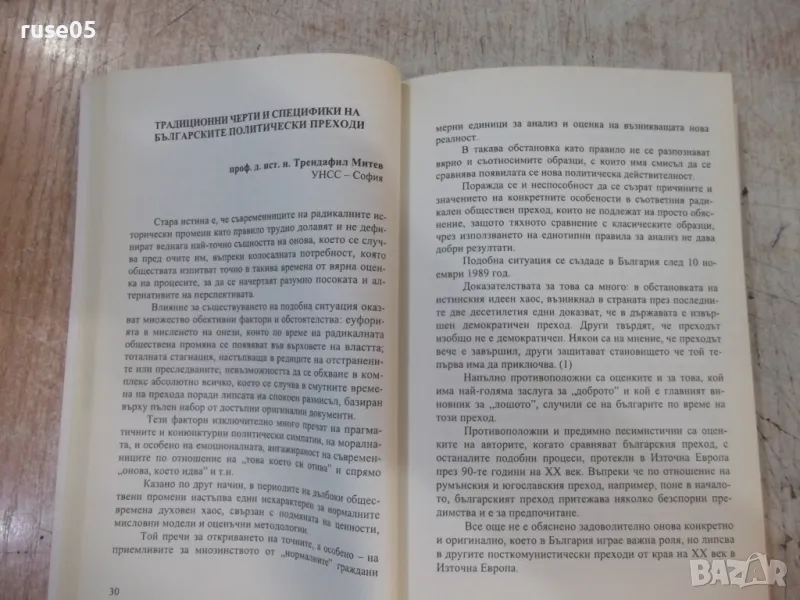 ruse05
ТРАДИЦИОННИ ЧЕРТИ И СПЕЦИФИКИ НА
БЪЛГАРСКИТЕ ПОЛИТИЧЕСКИ ПРЕХОДИ
проф. д. ист. н. Трендафил Митев
УНСС – София
Стара истина е, че съвременниците на радикалните ис-
торически промени като правило трудно долавят и не дефи-
нират веднага най-точно същността на онова, което се случ-
ва пред очите им, въпреки колосалната потребност, която
обществата изпитват точно в такива времена от вярна оцен-
ка на процесите, за да се начертаят разумно посоката и ал-
тернативите на перспективата.
Влияние за съществуването на подобна ситуация оказ-
ват множество обективни фактори и обстоятелства: еуфори-
ята в мисленето на онези, които по време на радикалната
обществена промяна се появяват във върховете на властта;
тоталната стагнация, настъпваща в редиците на отстранени-
те или преследваните; невъзможността да се обхване в
комплекс абсолютно всичко, което се случва в смутните времена
на прехода поради липсата на спокоен размисъл, базиран
върху пълен набор от достъпни оригинални документи.
Тези фактори изключително много пречат на прагма-
тичните и конюнктурни политически симпатии, на моралната,
и особено на емоционалната, ангажираност на съвремен-
ниците по отношение на „това което си отива“ и спрямо
„онова, което идва“ и т.н.
Казано по друг начин, в периодите на дълбоки общес-
твени промени настъпва един нехарактерен за нормалните
времена духовен хаос, свързан с подмяната на ценности,
мисловни модели и оценъчни методологии.
Той пречи за откриването на точните, а особено – на
приемливите за мнозинството от „нормалните“ граждани
30
мерни единици за анализ и оценка на възникващата нова
реалност.
В такава обстановка като правило не се разпознават
вярно и съотносимите образци, с които има смисъл да се
сравнява появилата се нова политическа действителност.
Поражда се и неспособност да се съзрат причините и
значението на конкретните особености в съответния ради-
кален обществен преход, които не подлежат на просто обяс-
нение, защото тяхното сравнение с класическите образци,
чрез използването на еднотипни правила за анализ не дава
добри резултати.
Подобна ситуация се създаде в България след 10 но-
ември 1989 год.
Доказателствата за това са много: в обстановката на
истинския идеен хаос, възникнал в страната през последни-
те две десетилетия едни доказват, че в държавата е извър-
шен демократичен преход. Други твърдят, че преходът
изобщо не е демократичен. Някои са на мнение, че преходът
вече е завършил, други защитават становището че той те-
първа има да приключва. (1)
Напълно противоположни са оценките и за това, кой
има най-голяма заслуга за „доброто“ и кой е главният ви-
новник за „лошото“, случили се на българите по време на
този преход.
Противоположни и предимно песимистични са оцен-
ките на авторите, когато сравняват българския преход, с
останалите подобни процеси, протекли в Източна Европа
през 90-те години на ХХ век. Въпреки че по отношение на
румънския и югославския преход, например, поне в начало-
то, българският преход притежава няколко безспорни пре-
димства и е за предпочитане.
Все още не е обяснено задоволително онова конкретно
и оригинално, което в България играе важна роля, но липсва
в другите посткомунистически преходи от края на ХХ век в
Източна Европа.
BAZAR